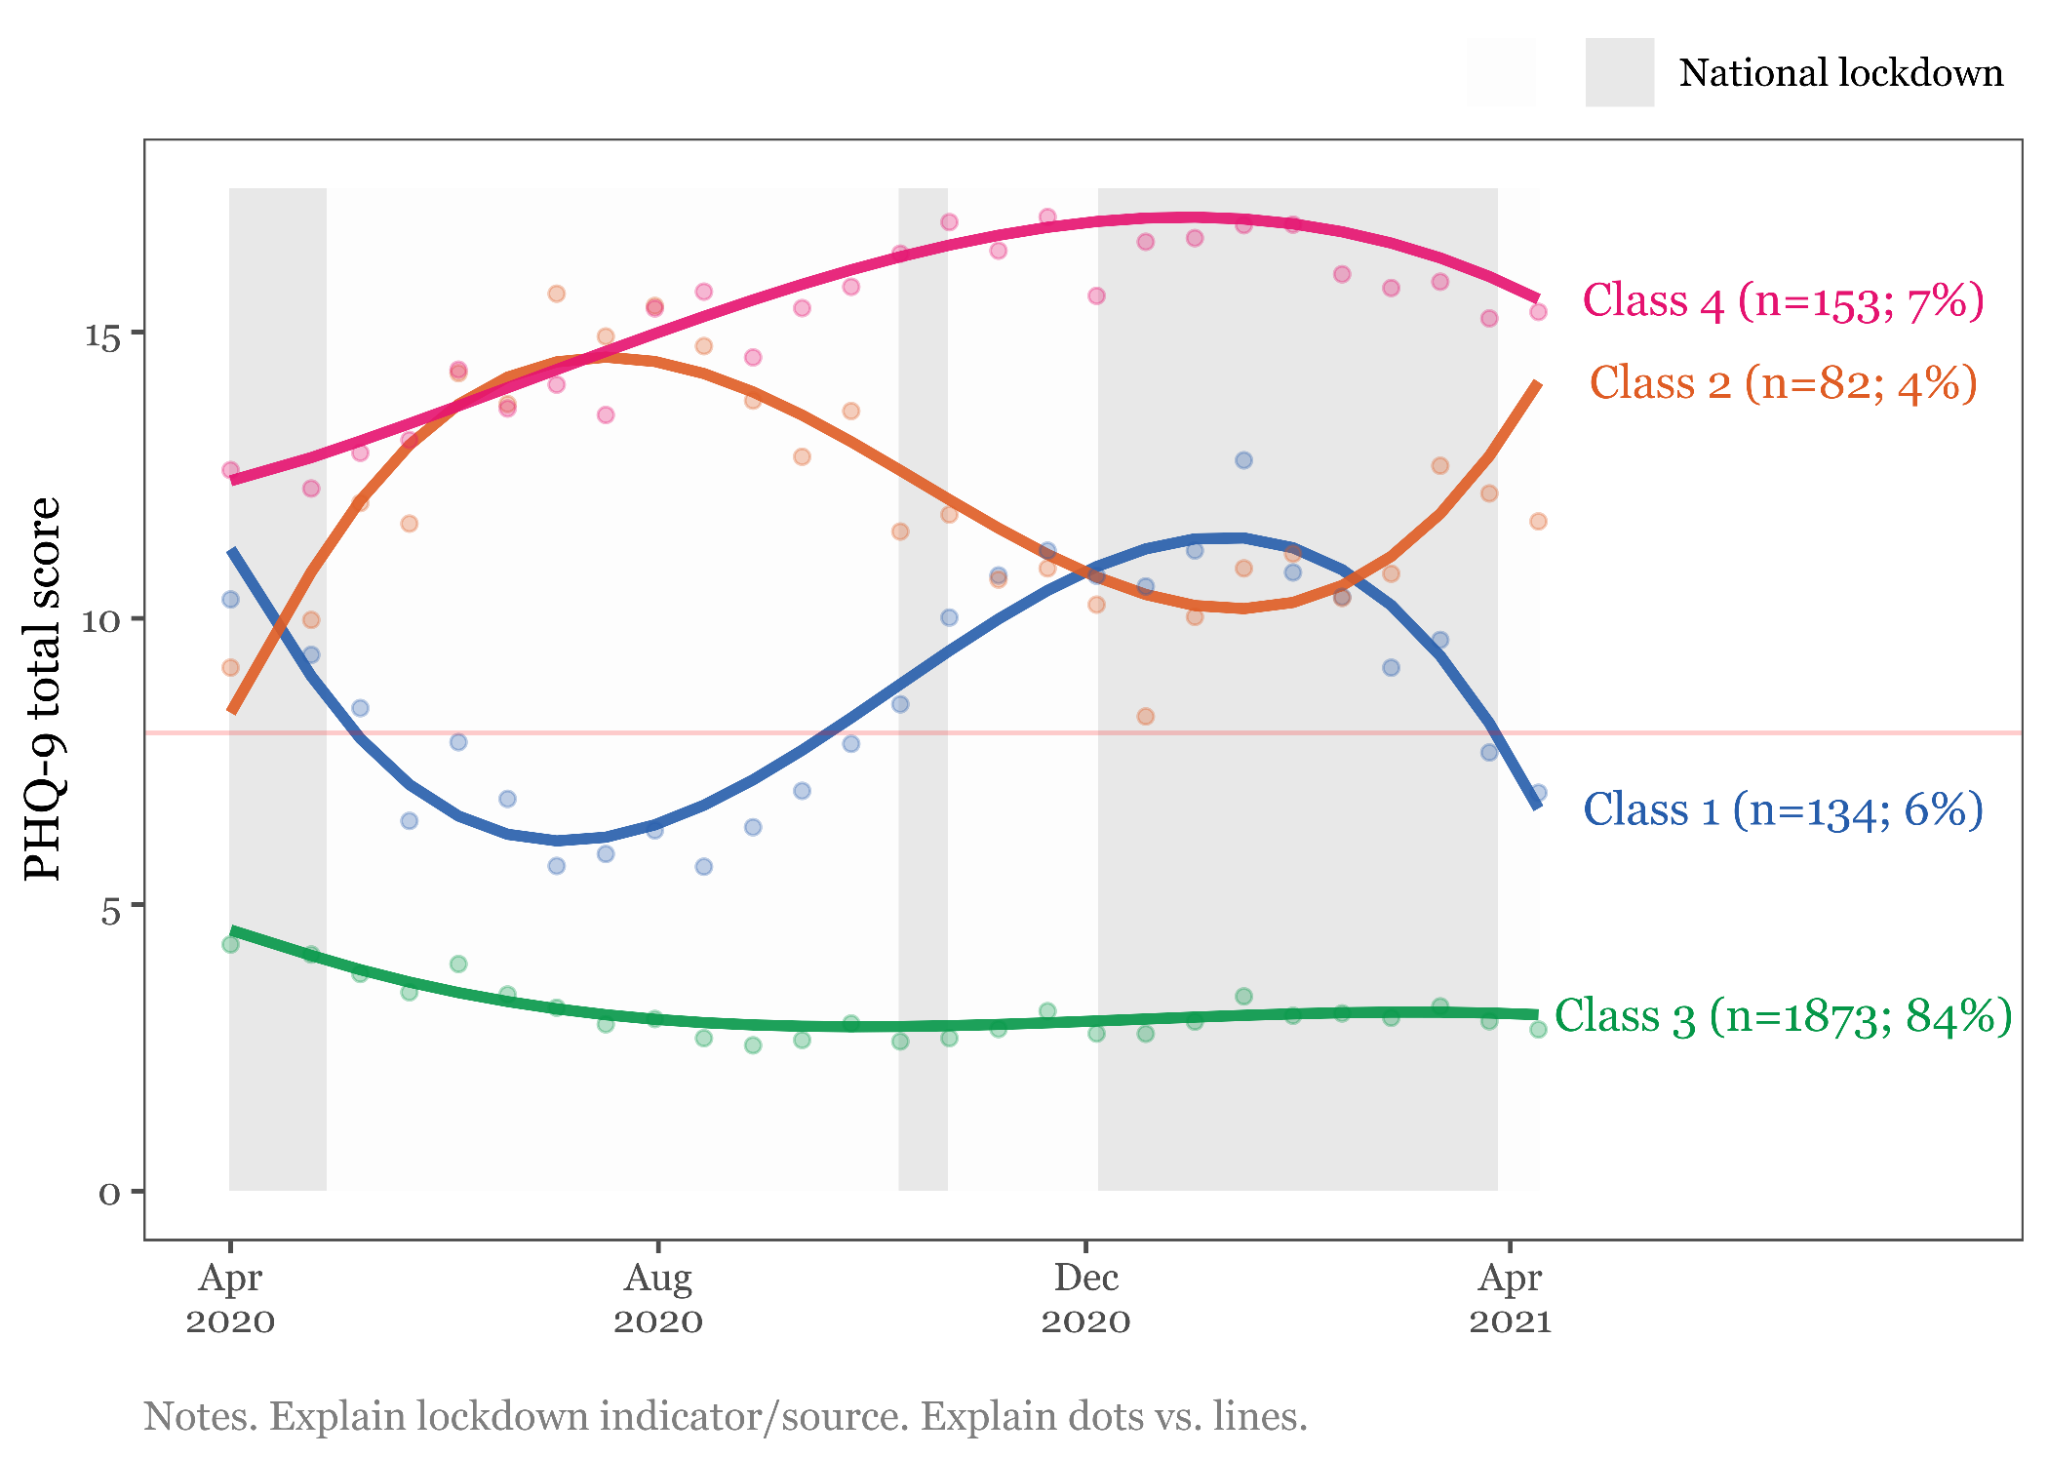 National lockdown
PHQ-9 total score
15
10
5
0
Class 4 (n=153; 7%)
Class 2 (n=82; 4%)
Class 1 (n=134; 6%)
Class 3 (n=1873; 84%)
Apr
2020
Aug
2020
Dec
2020
Apr
2021
Notes. Explain lockdown indicator/source. Explain dots vs. lines.